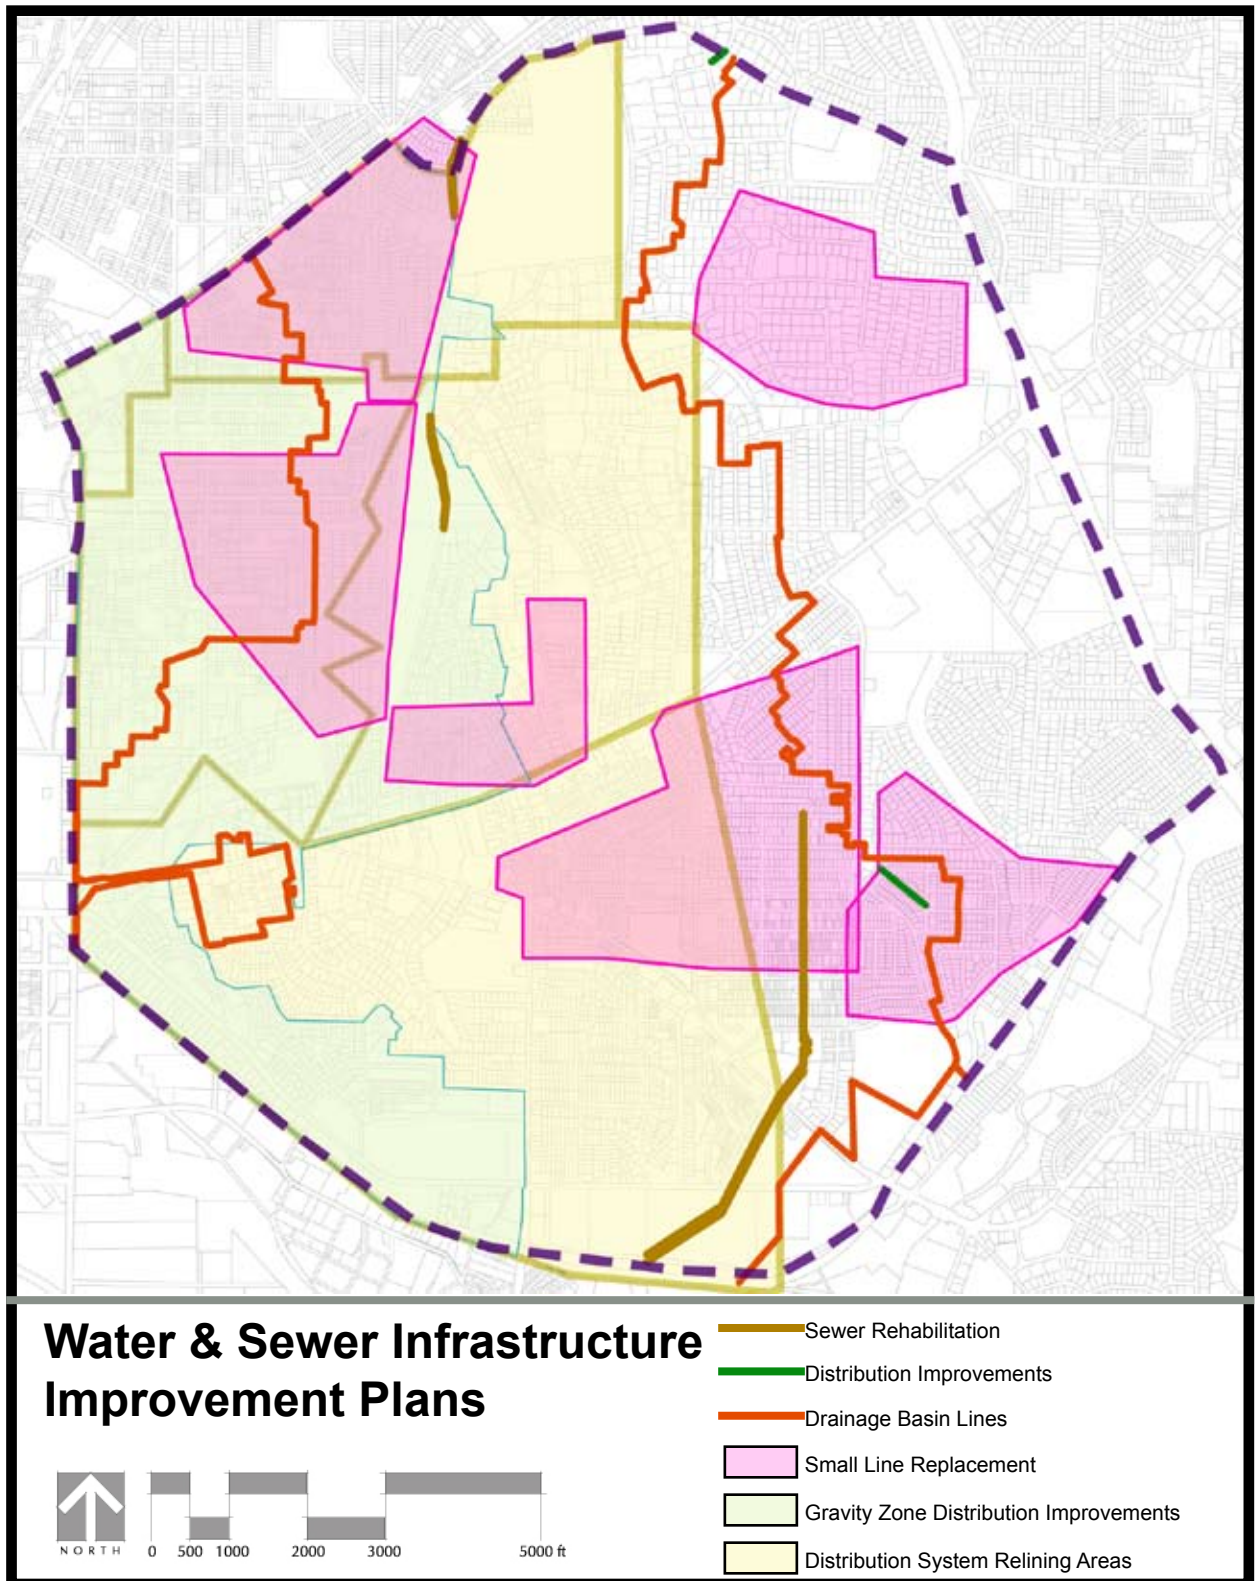 Water & Sewer Infrastructure
Improvement Plans
NORTH
0 500 1000 2000 3000 5000 ft
Sewer Rehabilitation
Distribution Improvements
Drainage Basin Lines
Small Line Replacement
Gravity Zone Distribution Improvements
Distribution System Relining Areas